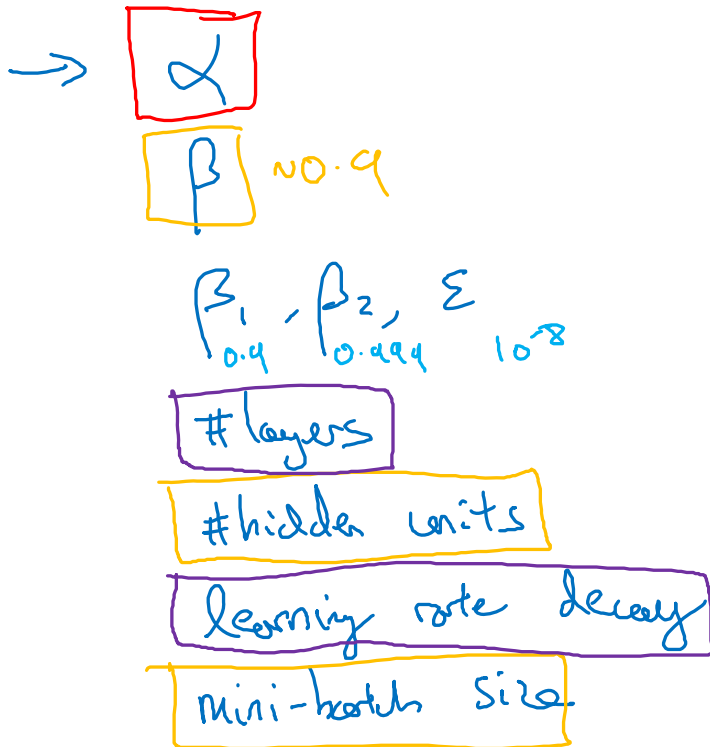 → α
β ~0.9
β₁, β₂, ε
0.9 0.999 10⁻⁸
#layers
#hidden units
learning rate decay
mini-batch size